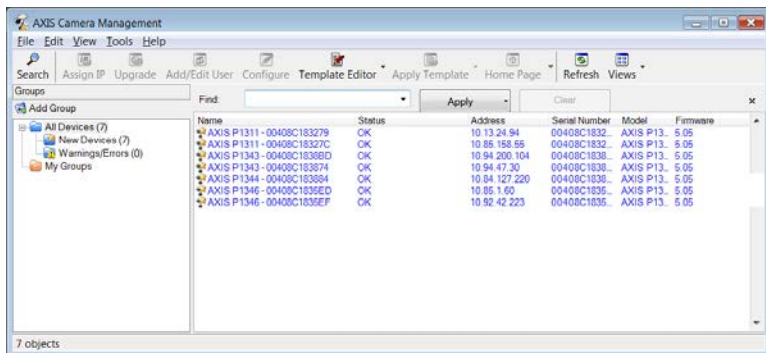 AXIS Camera Management
File Edit View Tools Help
Search Assign IP Upgrade Add/Edit User Configure Template Editor Apply Template Home Page Refresh Views
Groups
Add Group
All Devices (7)
New Devices (7)
Warnings/Errors (0)
My Groups
Find: Apply Clear x
Name Status Address Serial Number Model Firmware
AXIS P1311 - 00408C183279 OK 10.13.24.94 00408C1832... AXIS P13... 5.05
AXIS P1311 - 00408C18327C OK 10.85.158.55 00408C1832... AXIS P13... 5.05
AXIS P1343 - 00408C1838BD OK 10.94.200.104 00408C1838... AXIS P13... 5.05
AXIS P1343 - 00408C183874 OK 10.94.47.30 00408C1838... AXIS P13... 5.05
AXIS P1344 - 00408C183884 OK 10.84.127.220 00408C1838... AXIS P13... 5.05
AXIS P1346 - 00408C1835ED OK 10.85.1.60 00408C1835... AXIS P13... 5.05
AXIS P1346 - 00408C1835EF OK 10.92.42.223 00408C1835... AXIS P13... 5.05
7 objects